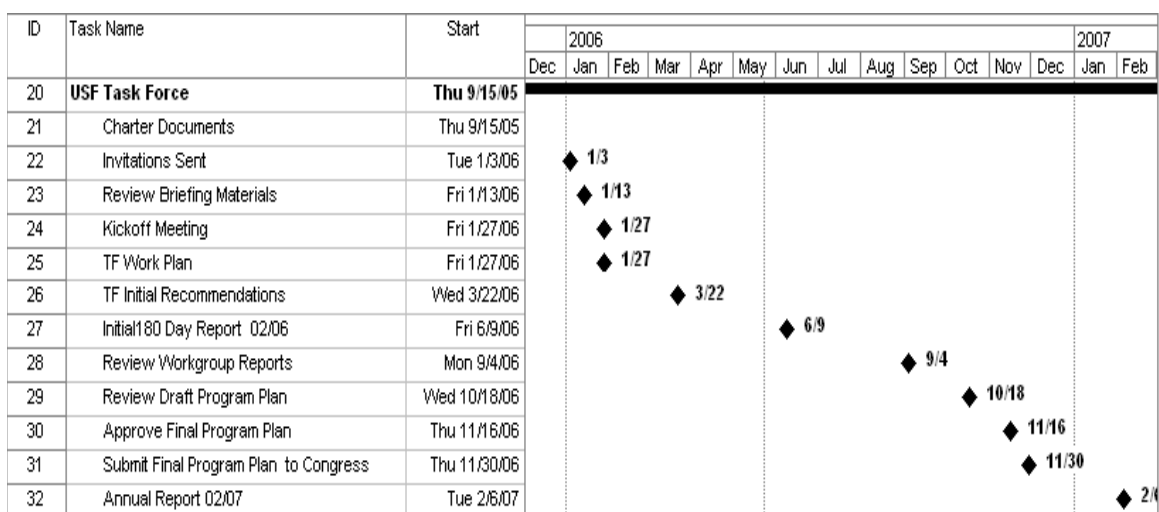 ID Task Name Start
2006 2007
Dec Jan Feb Mar Apr May Jun Jul Aug Sep Oct Nov Dec Jan Feb
20 USF Task Force Thu 9/15/05
21 Charter Documents Thu 9/15/05
22 Invitations Sent Tue 1/3/06 1/3
23 Review Briefing Materials Fri 1/13/06 1/13
24 Kickoff Meeting Fri 1/27/06 1/27
25 TF Work Plan Fri 1/27/06 1/27
26 TF Initial Recommendations Wed 3/22/06 3/22
27 Initial180 Day Report 02/06 Fri 6/9/06 6/9
28 Review Workgroup Reports Mon 9/4/06 9/4
29 Review Draft Program Plan Wed 10/18/06 10/18
30 Approve Final Program Plan Thu 11/16/06 11/16
31 Submit Final Program Plan to Congress Thu 11/30/06 11/30
32 Annual Report 02/07 Tue 2/6/07